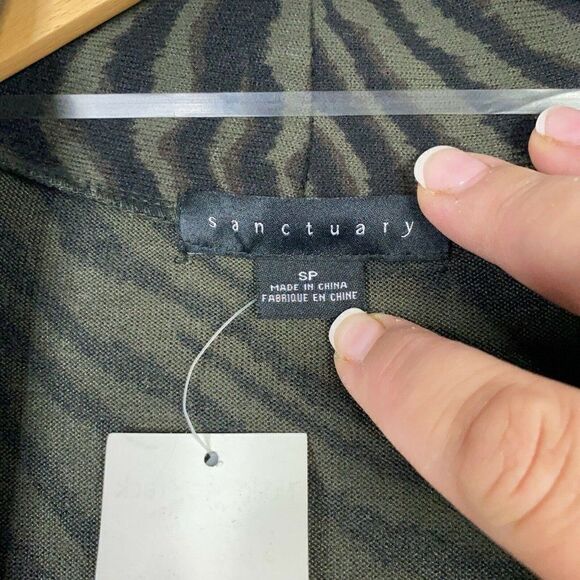 sanctuary
SP
MADE IN CHINA
FABRIQUE EN CHINE